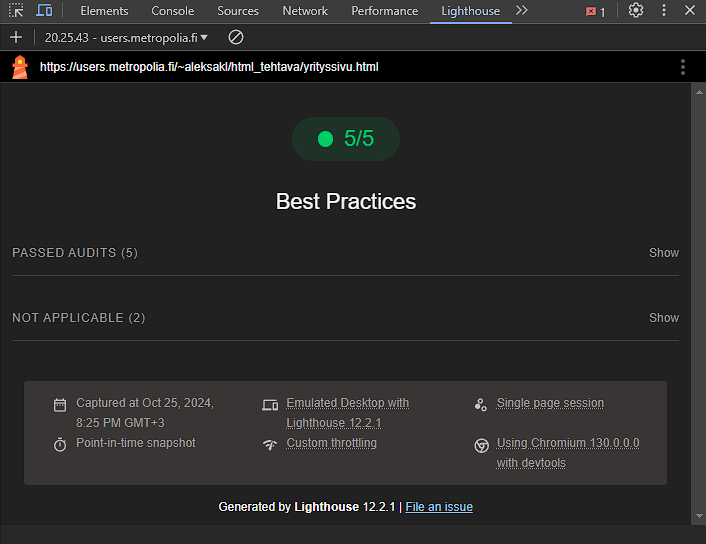 Elements Console Sources Network Performance Lighthouse 1
20.25.43 - users.metropolia.fi
https://users.metropolia.fi/~aleksakl/html_tehtava/yrityssivu.html
5/5
Best Practices
PASSED AUDITS (5) Show
NOT APPLICABLE (2) Show
Captured at Oct 25, 2024,
8:25 PM GMT+3
Point-in-time snapshot
Emulated Desktop with
Lighthouse 12.2.1
Custom throttling
Single page session
Using Chromium 130.0.0.0
with devtools
Generated by Lighthouse 12.2.1 | File an issue